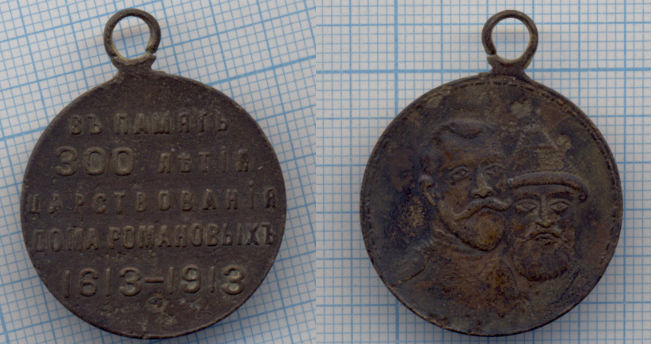 ВЪ ПАМЯТЬ
300 ЛѢТІЯ
ЦАРСТВОВАНІЯ
ДОМА РОМАНОВЫХЪ
1613-1913